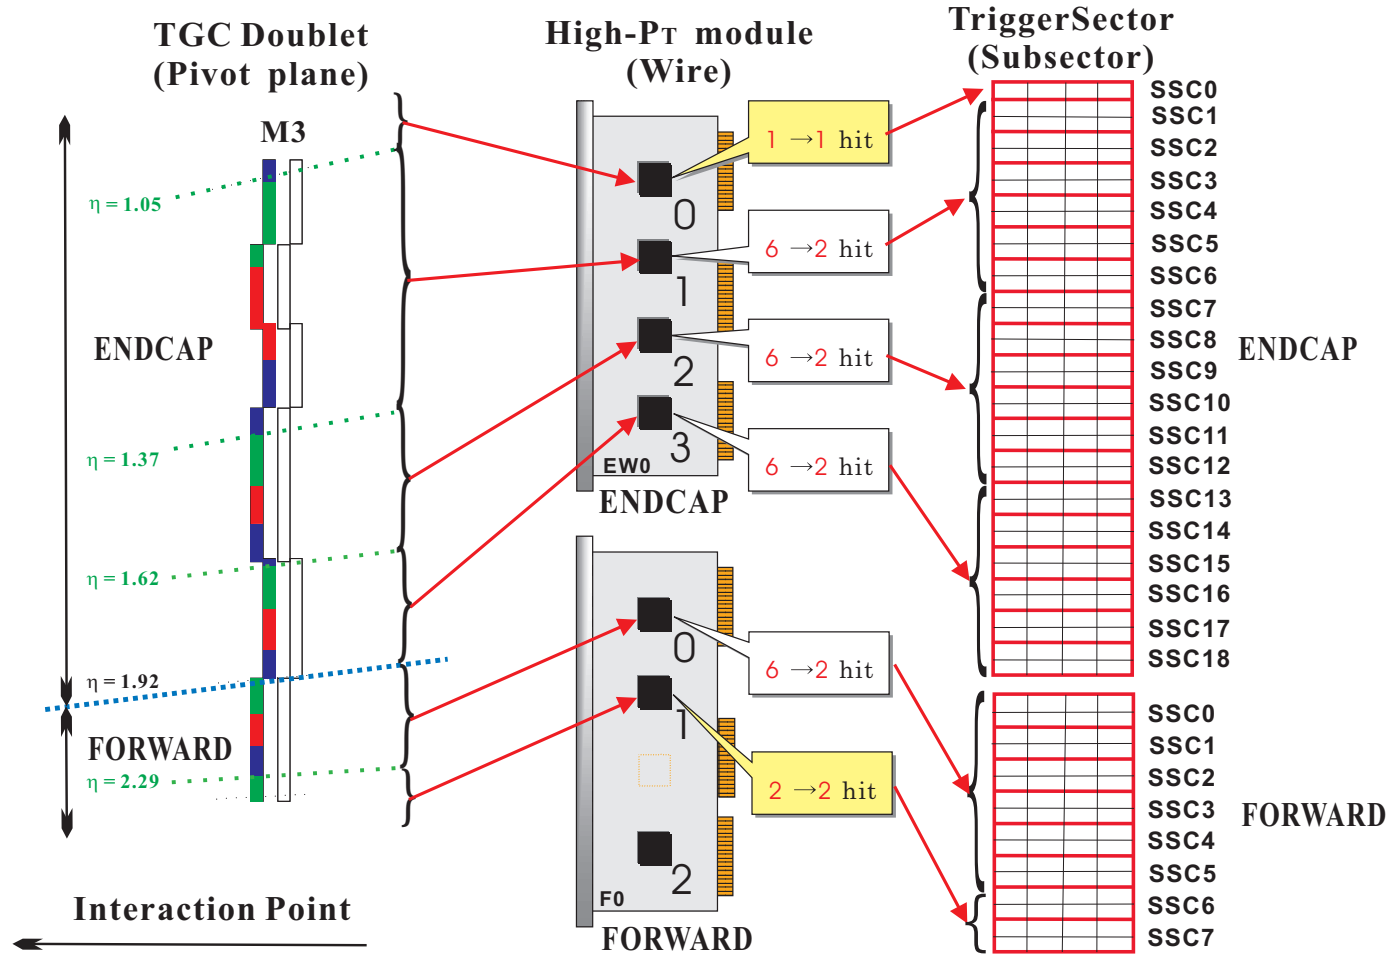 TGC Doublet
(Pivot plane)
M3
η = 1.05
ENDCAP
η = 1.37
η = 1.62
η = 1.92
FORWARD
η = 2.29
Interaction Point
High-PT module
(Wire)
0
1
2
3
EW0
ENDCAP
0
1
2
F0
FORWARD
1 → 1 hit
6 → 2 hit
6 → 2 hit
6 → 2 hit
6 → 2 hit
2 → 2 hit
TriggerSector
(Subsector)
SSC0
SSC1
SSC2
SSC3
SSC4
SSC5
SSC6
SSC7
SSC8
SSC9
SSC10
SSC11
SSC12
SSC13
SSC14
SSC15
SSC16
SSC17
SSC18
ENDCAP
SSC0
SSC1
SSC2
SSC3
SSC4
SSC5
SSC6
SSC7
FORWARD